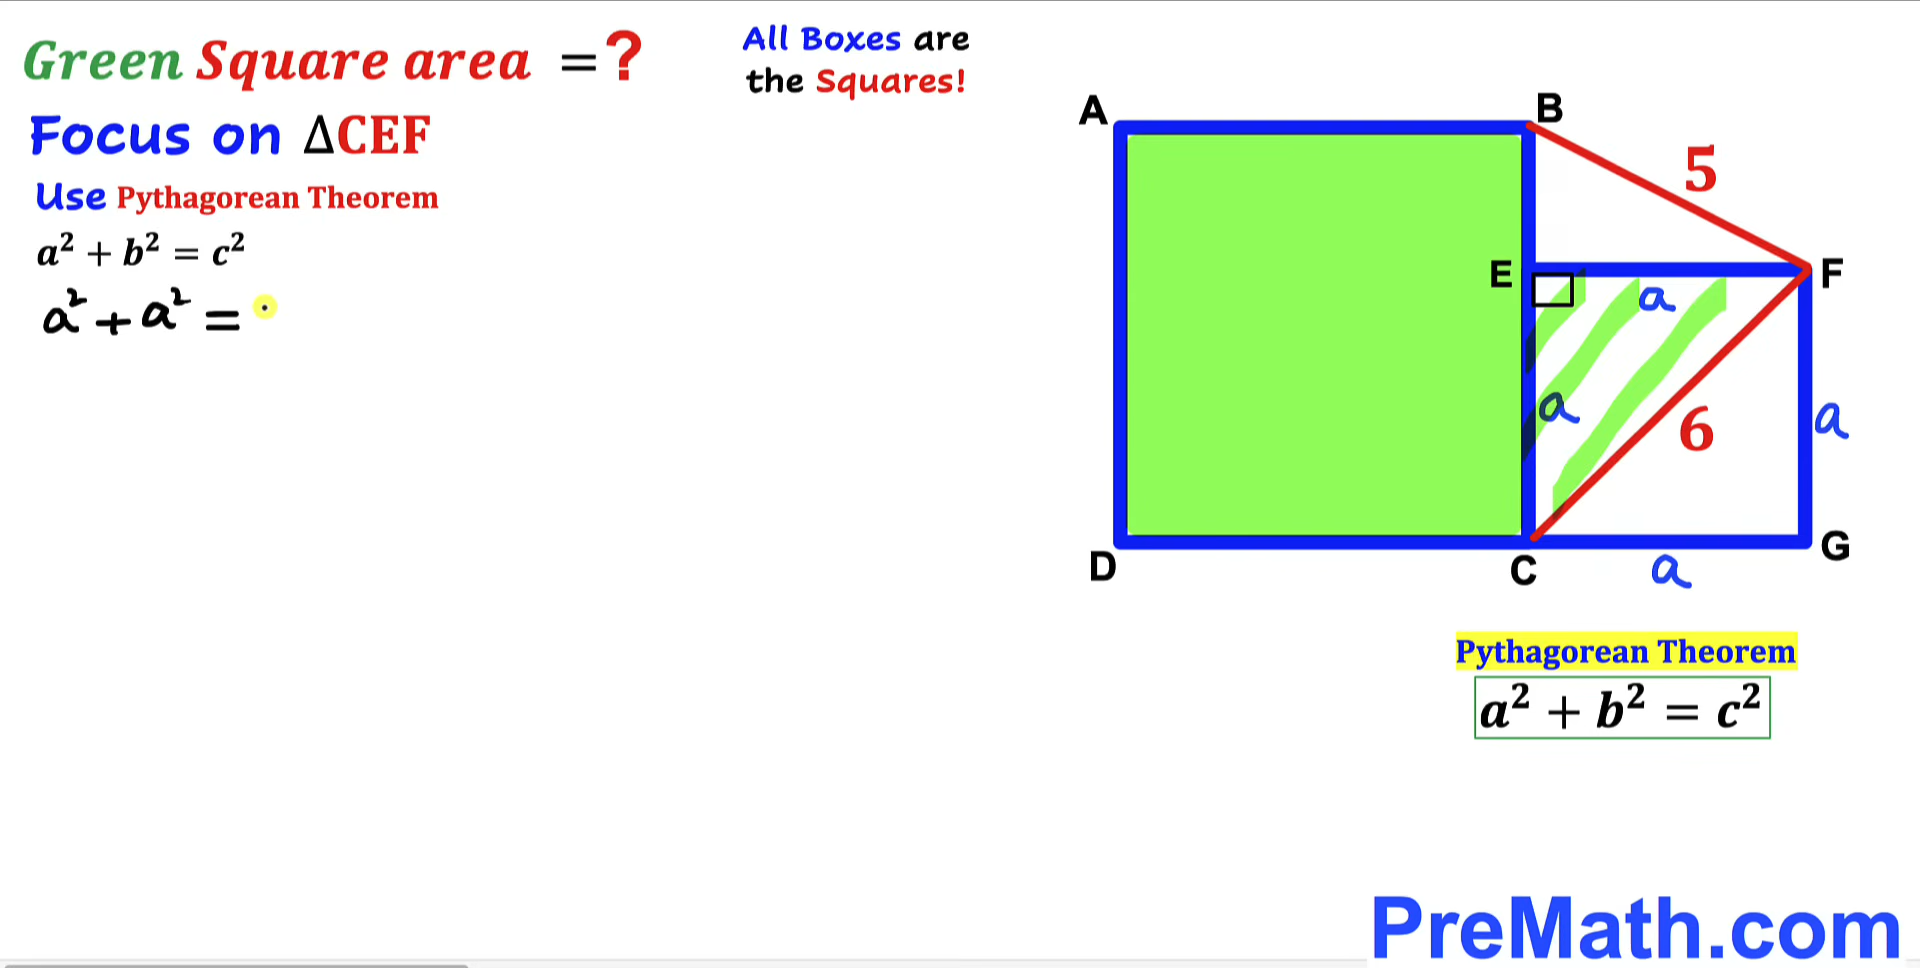 Green Square area = ?
All Boxes are
the Squares!
Focus on ΔCEF
Use Pythagorean Theorem
a² + b² = c²
a² + a² =
A
B
5
E
F
a
a
6
a
D
C
G
a
Pythagorean Theorem
a² + b² = c²
PreMath.com